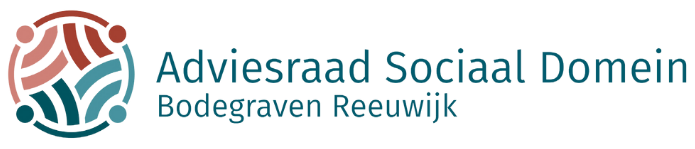 Adviesraad Sociaal Domein
Bodegraven Reeuwijk